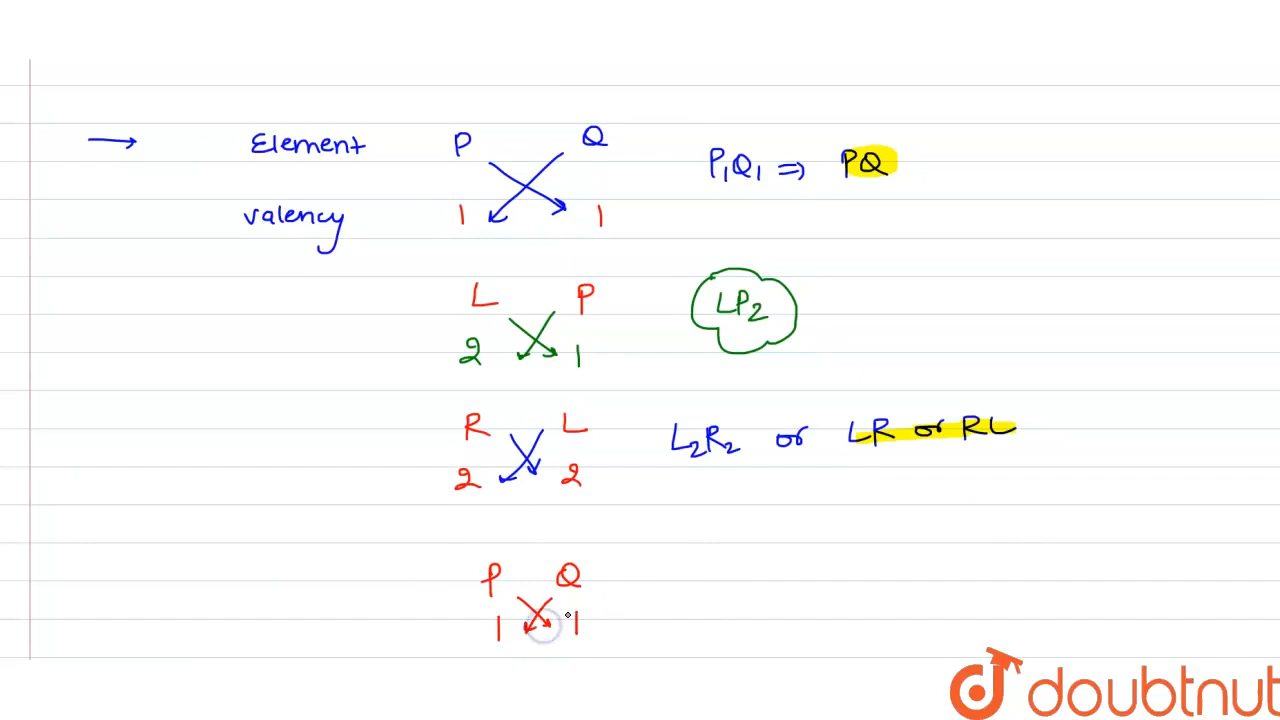 → Element P Q P₁Q₁ ⇒ PQ
valency 1 1
L P LP₂
2 1
R L L₂R₂ or LR or RL
2 2
P Q
1 1
doubtnut